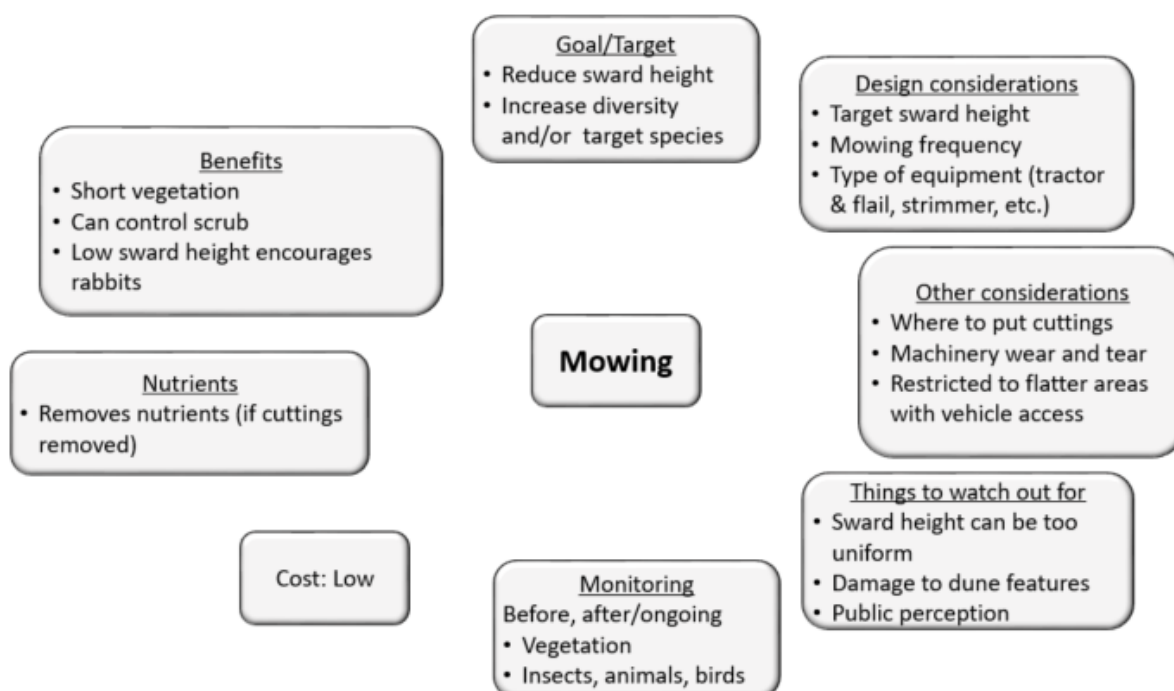 Goal/Target
• Reduce sward height
• Increase diversity
and/or target species
Design considerations
• Target sward height
• Mowing frequency
• Type of equipment (tractor
& flail, strimmer, etc.)
Benefits
• Short vegetation
• Can control scrub
• Low sward height encourages
rabbits
Other considerations
• Where to put cuttings
• Machinery wear and tear
• Restricted to flatter areas
with vehicle access
Mowing
Nutrients
• Removes nutrients (if cuttings
removed)
Things to watch out for
• Sward height can be too
uniform
• Damage to dune features
• Public perception
Cost: Low
Monitoring
Before, after/ongoing
• Vegetation
• Insects, animals, birds